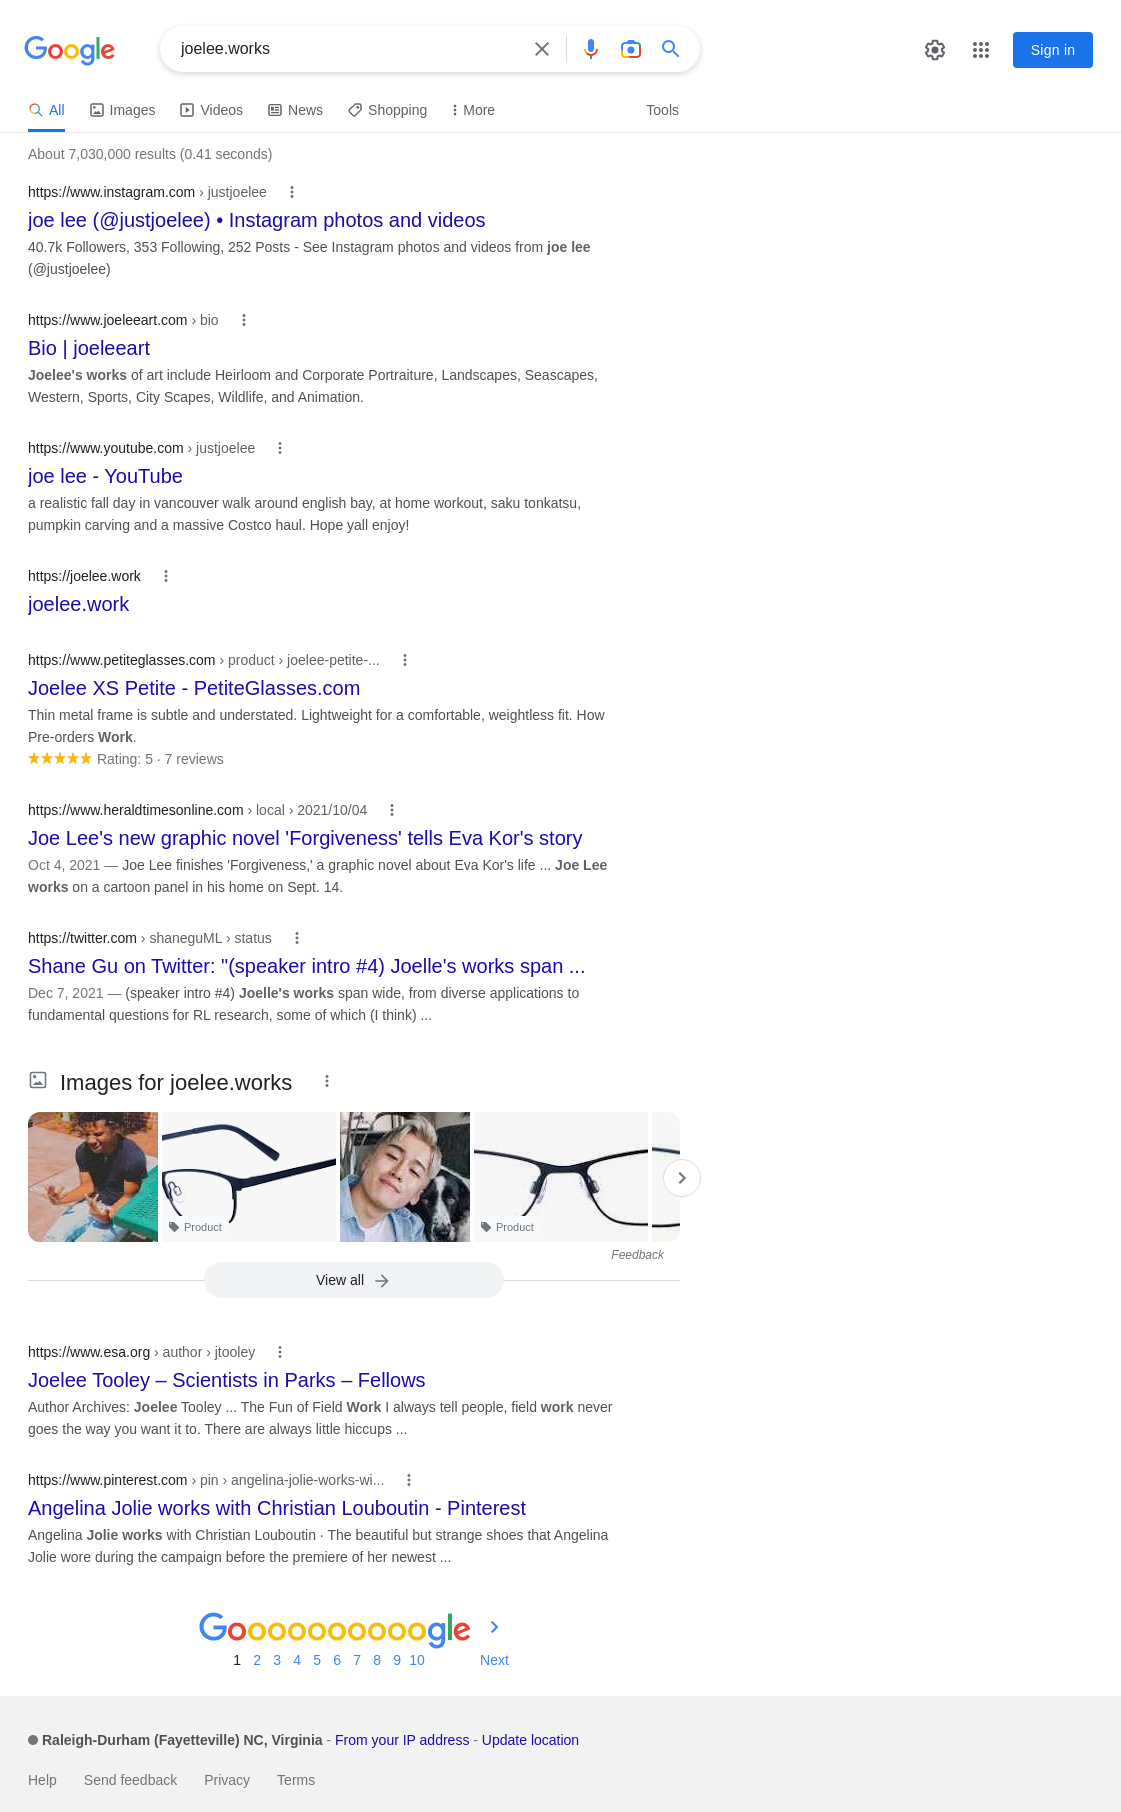 Google
joelee.works
Sign in
All Images Videos News Shopping More Tools
About 7,030,000 results (0.41 seconds)
https://www.instagram.com › justjoelee
joe lee (@justjoelee) • Instagram photos and videos
40.7k Followers, 353 Following, 252 Posts - See Instagram photos and videos from joe lee
(@justjoelee)
https://www.joeleeart.com › bio
Bio | joeleeart
Joelee's works of art include Heirloom and Corporate Portraiture, Landscapes, Seascapes,
Western, Sports, City Scapes, Wildlife, and Animation.
https://www.youtube.com › justjoelee
joe lee - YouTube
a realistic fall day in vancouver walk around english bay, at home workout, saku tonkatsu,
pumpkin carving and a massive Costco haul. Hope yall enjoy!
https://joelee.work
joelee.work
https://www.petiteglasses.com › product › joelee-petite-...
Joelee XS Petite - PetiteGlasses.com
Thin metal frame is subtle and understated. Lightweight for a comfortable, weightless fit. How
Pre-orders Work.
Rating: 5 · 7 reviews
https://www.heraldtimesonline.com › local › 2021/10/04
Joe Lee's new graphic novel 'Forgiveness' tells Eva Kor's story
Oct 4, 2021 — Joe Lee finishes 'Forgiveness,' a graphic novel about Eva Kor's life ... Joe Lee
works on a cartoon panel in his home on Sept. 14.
https://twitter.com › shaneguML › status
Shane Gu on Twitter: "(speaker intro #4) Joelle's works span ...
Dec 7, 2021 — (speaker intro #4) Joelle's works span wide, from diverse applications to
fundamental questions for RL research, some of which (I think) ...
Images for joelee.works
Product
Product
Feedback
View all
https://www.esa.org › author › jtooley
Joelee Tooley – Scientists in Parks – Fellows
Author Archives: Joelee Tooley ... The Fun of Field Work I always tell people, field work never
goes the way you want it to. There are always little hiccups ...
https://www.pinterest.com › pin › angelina-jolie-works-wi...
Angelina Jolie works with Christian Louboutin - Pinterest
Angelina Jolie works with Christian Louboutin · The beautiful but strange shoes that Angelina
Jolie wore during the campaign before the premiere of her newest ...
Goooooooooogle
1 2 3 4 5 6 7 8 9 10 Next
Raleigh-Durham (Fayetteville) NC, Virginia - From your IP address - Update location
Help Send feedback Privacy Terms